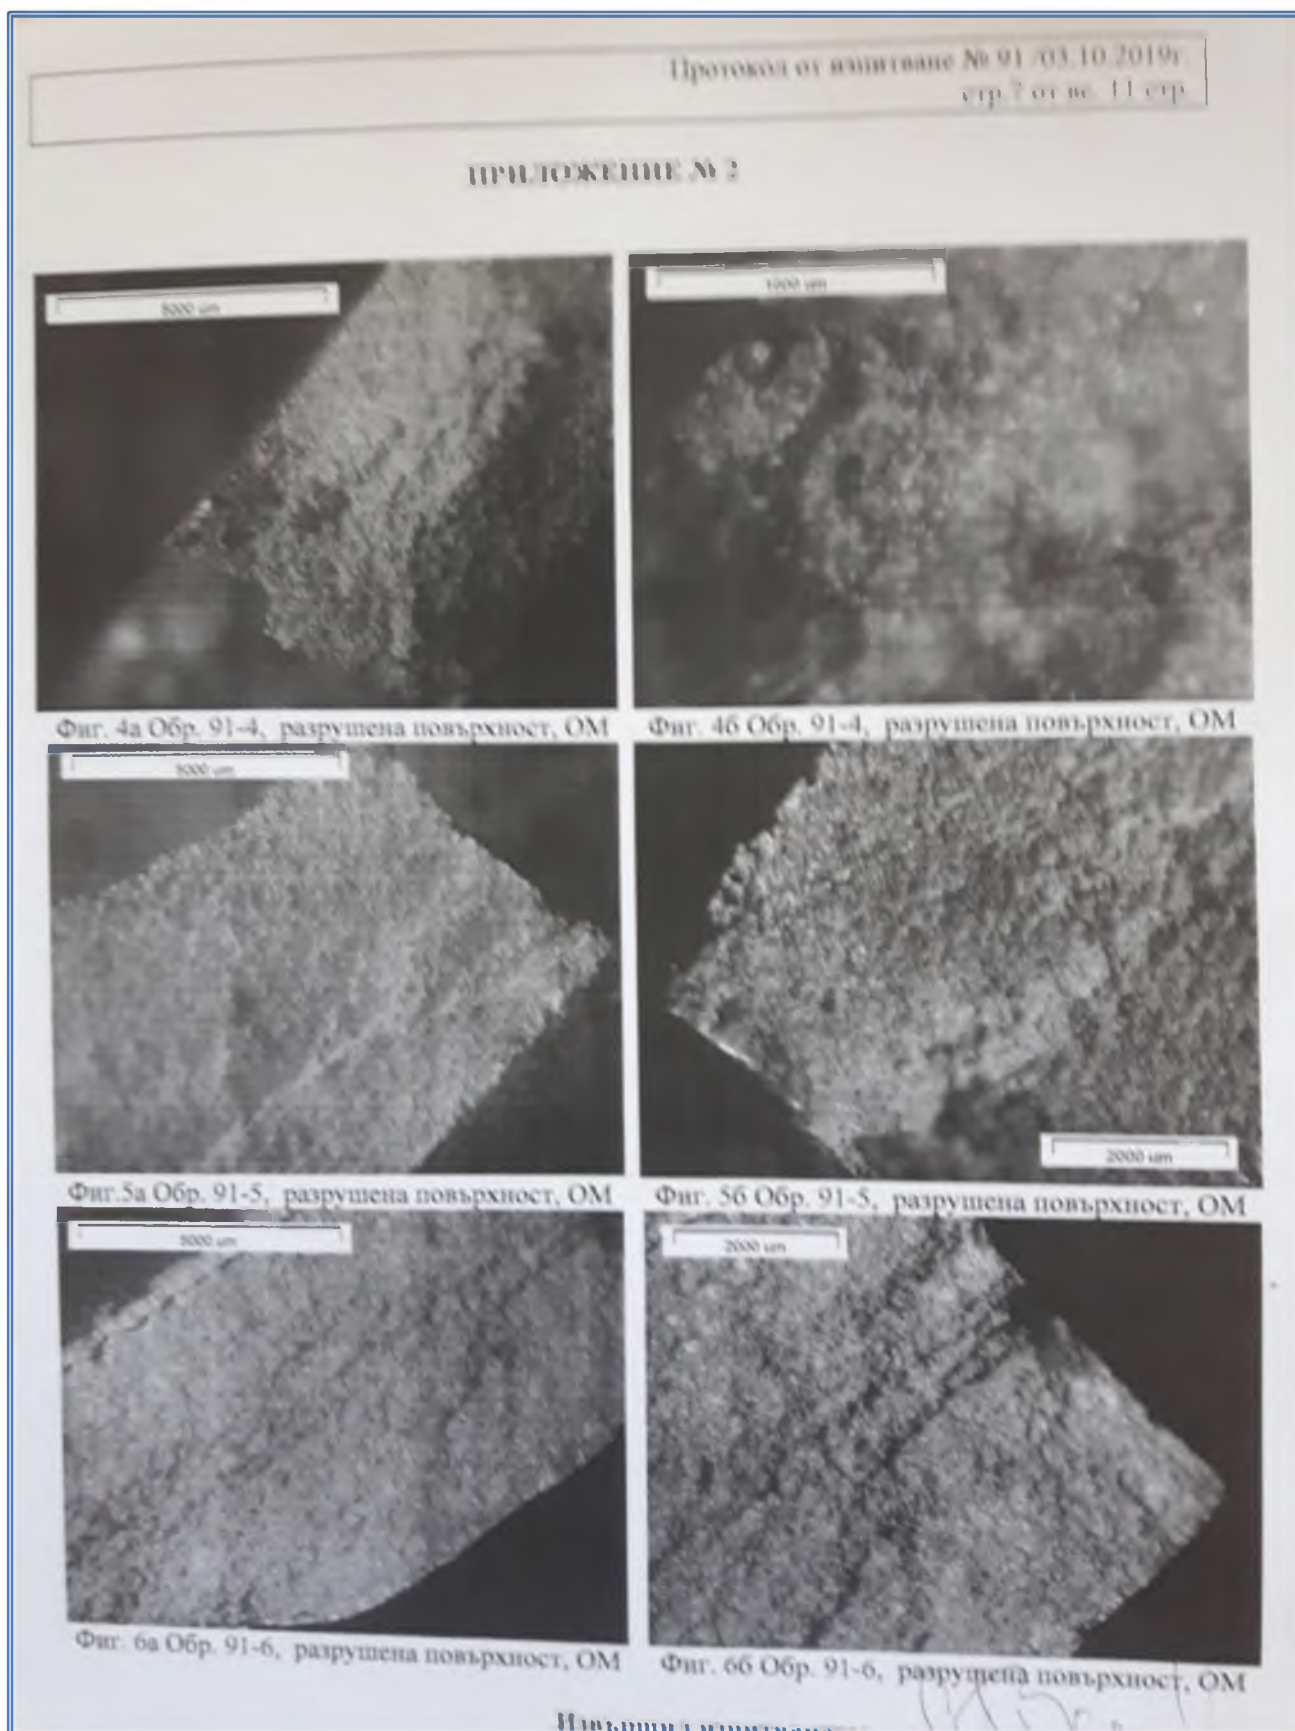 Протокол от изпитване № 91 /03.10.2019г.
стр.7 от вс. 11 стр.
ПРИЛОЖЕНИЕ № 2
5000 um
1000 um
Фиг. 4а Обр. 91-4, разрушена повърхност, ОМ
Фиг. 4б Обр. 91-4, разрушена повърхност, ОМ
5000 um
2000 um
Фиг.5а Обр. 91-5, разрушена повърхност, ОМ
Фиг. 5б Обр. 91-5, разрушена повърхност, ОМ
5000 um
2000 um
Фиг. 6а Обр. 91-6, разрушена повърхност, ОМ
Фиг. 6б Обр. 91-6, разрушена повърхност, ОМ